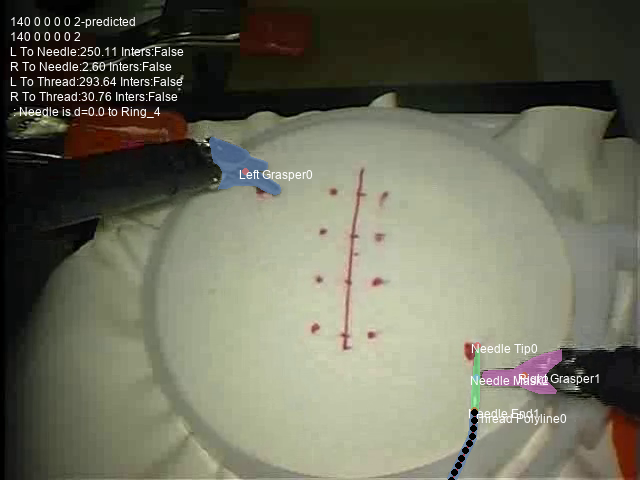 140 0 0 0 0 2-predicted
140 0 0 0 0 2
L To Needle:250.11 Inters:False
R To Needle:2.60 Inters:False
L To Thread:293.64 Inters:False
R To Thread:30.76 Inters:False
: Needle is d=0.0 to Ring_4
Left Grasper0
Needle Tip0
Right Grasper1
Needle End1
Thread Polyline0